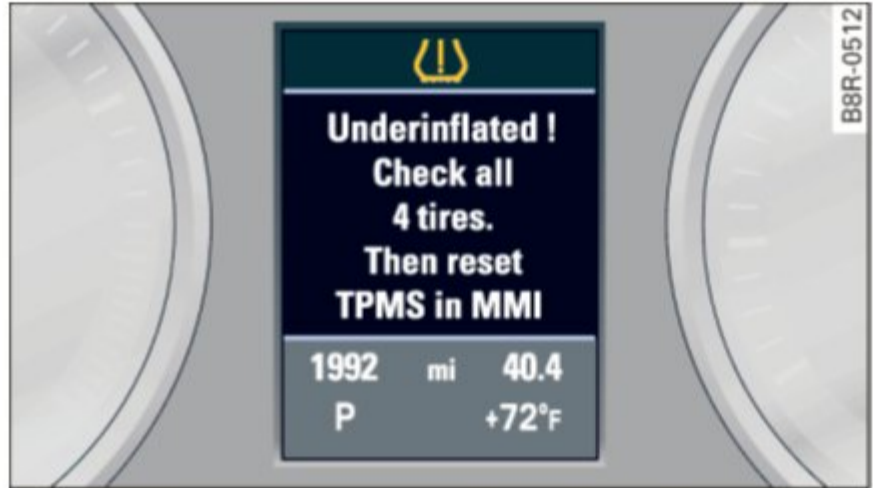 Underinflated !
Check all
4 tires.
Then reset
TPMS in MMI
1992 mi 40.4
P +72°F
B8R-0512